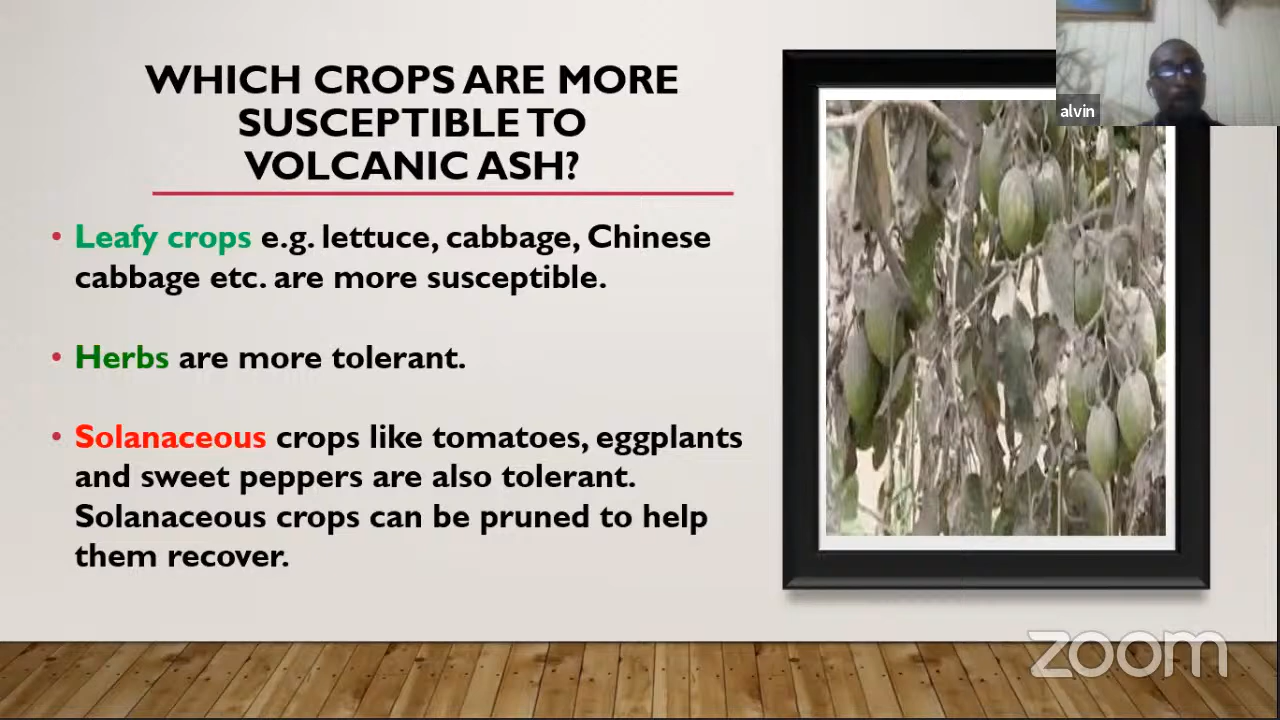 WHICH CROPS ARE MORE
SUSCEPTIBLE TO
VOLCANIC ASH?
alvin
• Leafy crops e.g. lettuce, cabbage, Chinese
cabbage etc. are more susceptible.
• Herbs are more tolerant.
• Solanaceous crops like tomatoes, eggplants
and sweet peppers are also tolerant.
Solanaceous crops can be pruned to help
them recover.
zoom